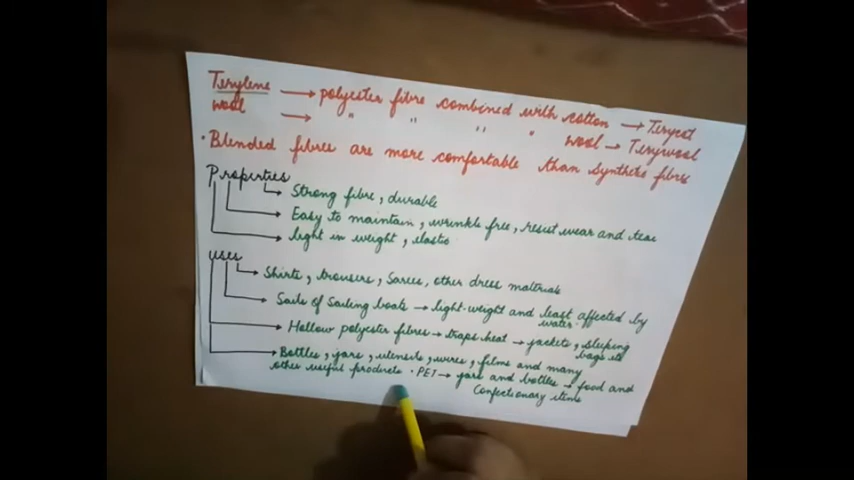 Terylene → polyester fibre combined with cotton → Terycot
wool → " " " " wool → Terywool
• Blended fibres are more comfortable than synthetic fibre
Properties
→ Strong fibre, durable
→ Easy to maintain, wrinkle free, resist wear and tear
→ light in weight, elastic
uses
→ Shirts, trousers, Sarees, other dress materials
→ Sails of Sailing boats → light-weight and least affected by
water.
→ Hollow polyester fibres → traps heat → jackets, sleeping
bags etc
→ Bottles, jars, utensils, wires, films and many
other useful products. PET → jars and bottles → food and
Confectionary items